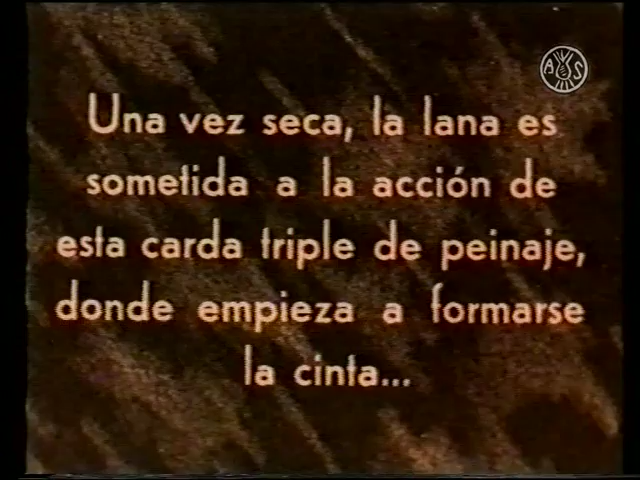 A S
Una vez seca, la lana es
sometida a la acción de
esta carda triple de peinaje,
donde empieza a formarse
la cinta...